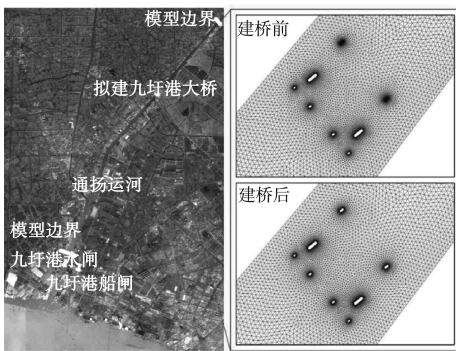 模型边界
拟建九圩港大桥
通扬运河
模型边界
九圩港水闸
九圩港船闸
建桥前
建桥后